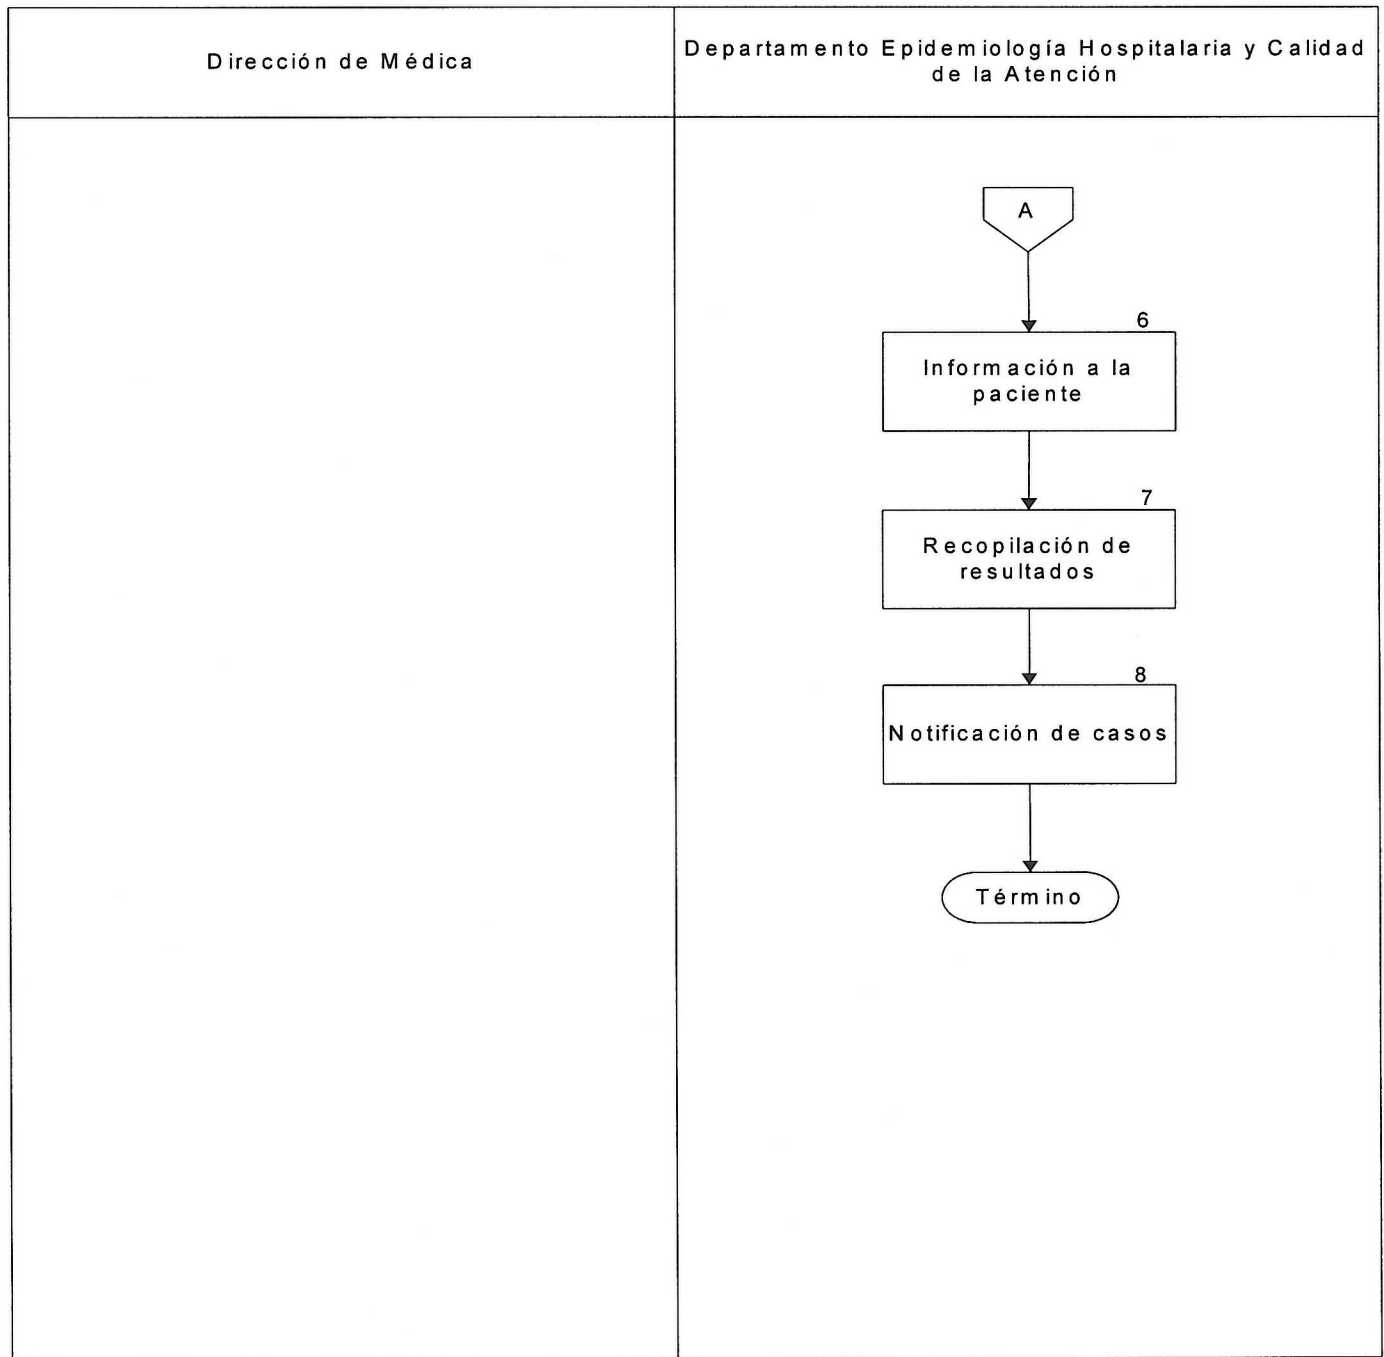 Dirección de Médica
Departamento Epidemiología Hospitalaria y Calidad
de la Atención
A
6
Información a la
paciente
7
Recopilación de
resultados
8
Notificación de casos
Término